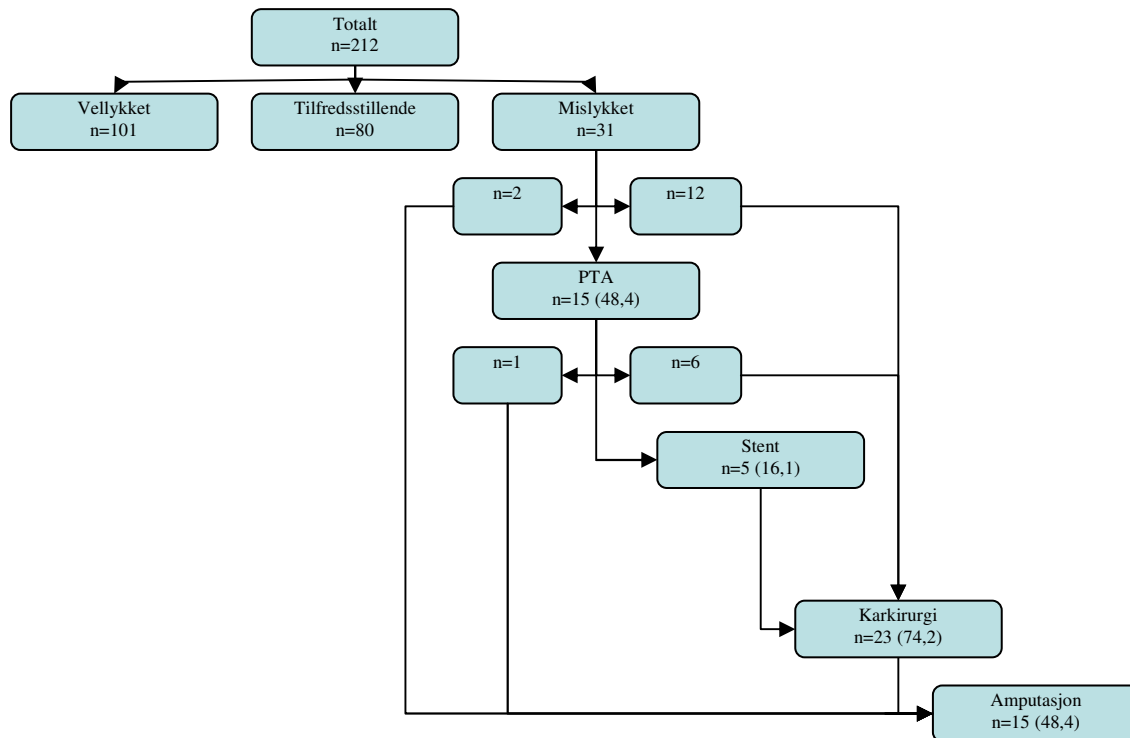 Totalt
n=212
Vellykket
n=101
Tilfredsstillende
n=80
Mislykket
n=31
n=2
n=12
PTA
n=15 (48,4)
n=1
n=6
Stent
n=5 (16,1)
Karkirurgi
n=23 (74,2)
Amputasjon
n=15 (48,4)